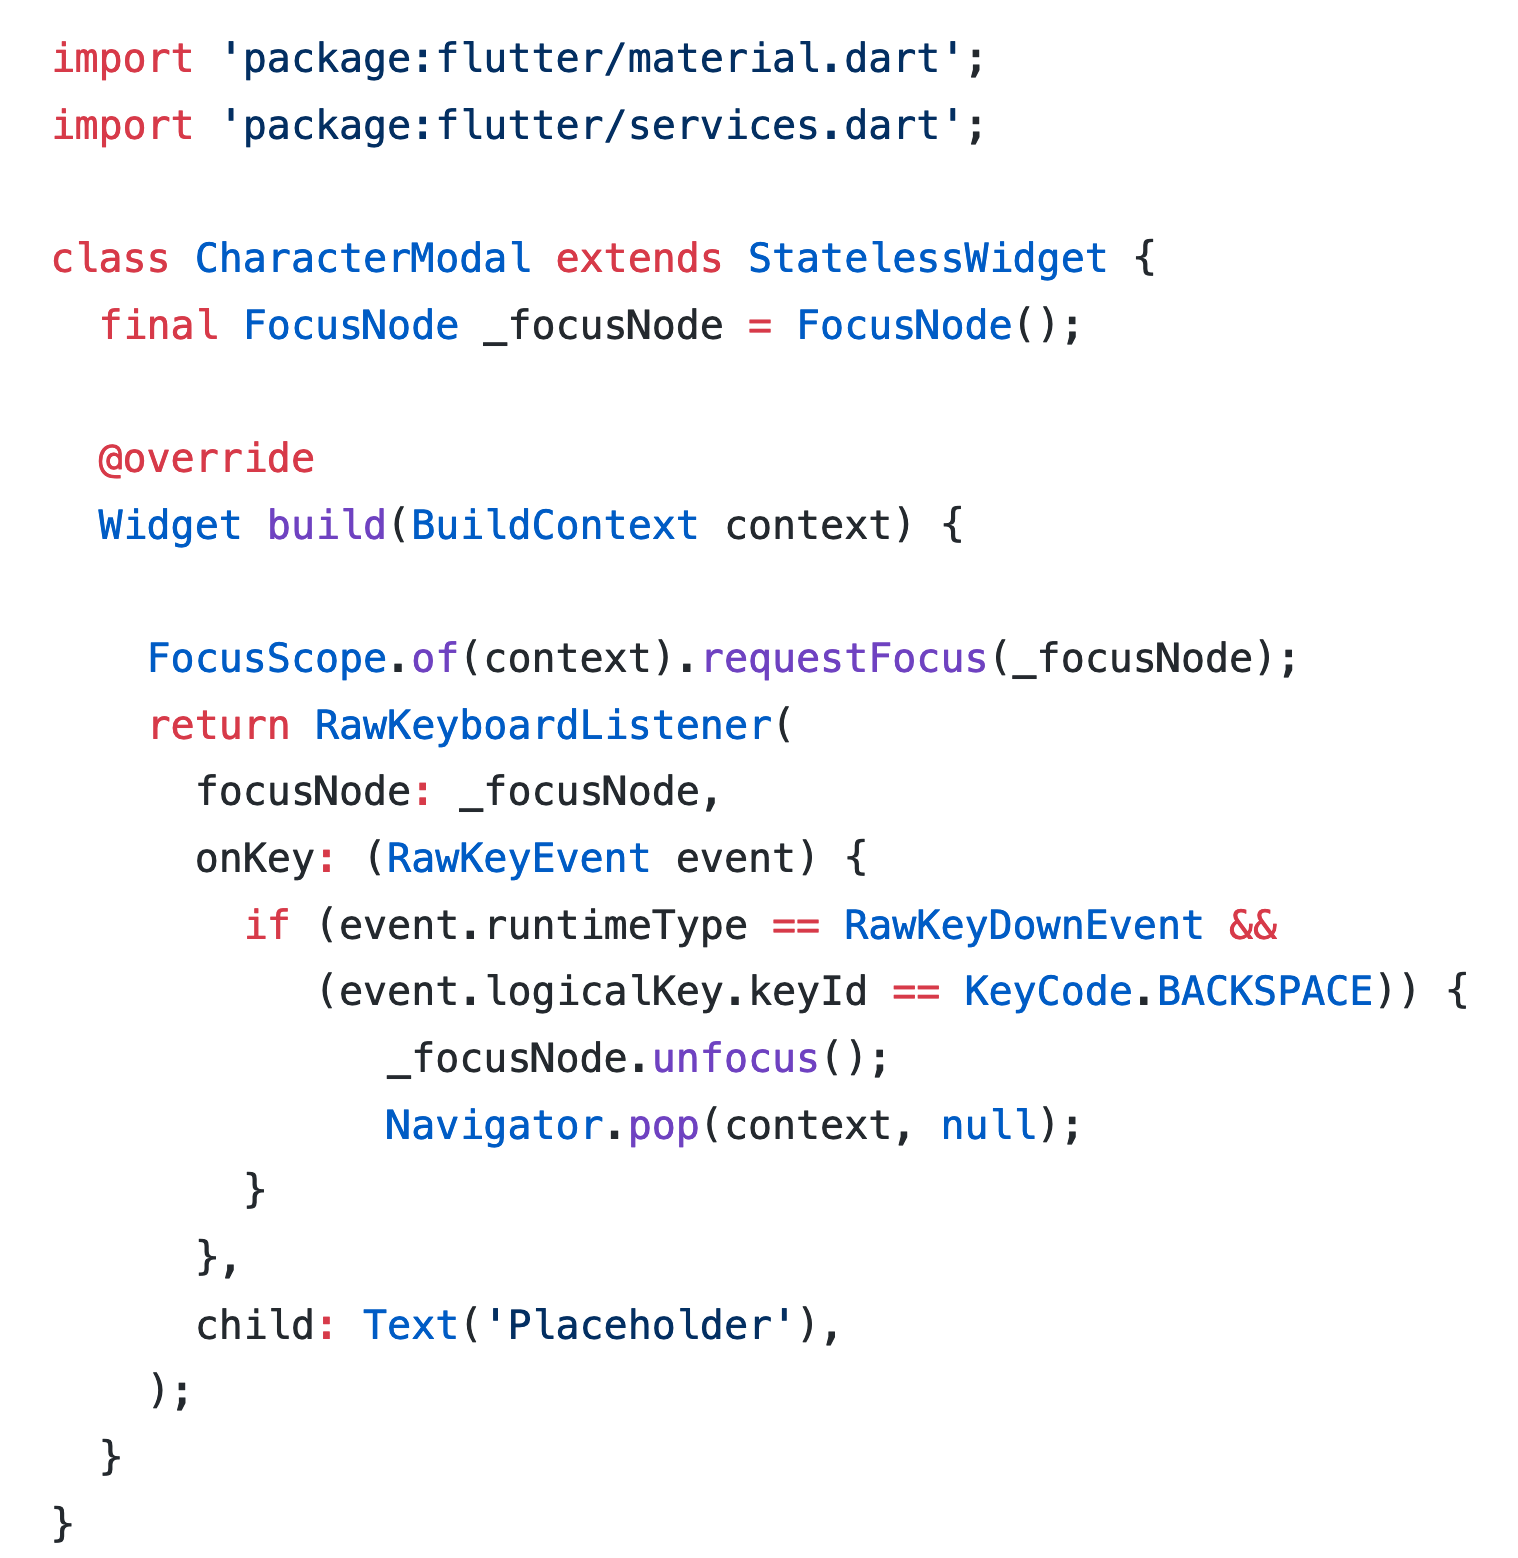 import 'package:flutter/material.dart';
import 'package:flutter/services.dart';

class CharacterModal extends StatelessWidget {
  final FocusNode _focusNode = FocusNode();

  @override
  Widget build(BuildContext context) {

    FocusScope.of(context).requestFocus(_focusNode);
    return RawKeyboardListener(
      focusNode: _focusNode,
      onKey: (RawKeyEvent event) {
        if (event.runtimeType == RawKeyDownEvent &&
           (event.logicalKey.keyId == KeyCode.BACKSPACE)) {
              _focusNode.unfocus();
              Navigator.pop(context, null);
        }
      },
      child: Text('Placeholder'),
    );
  }
}